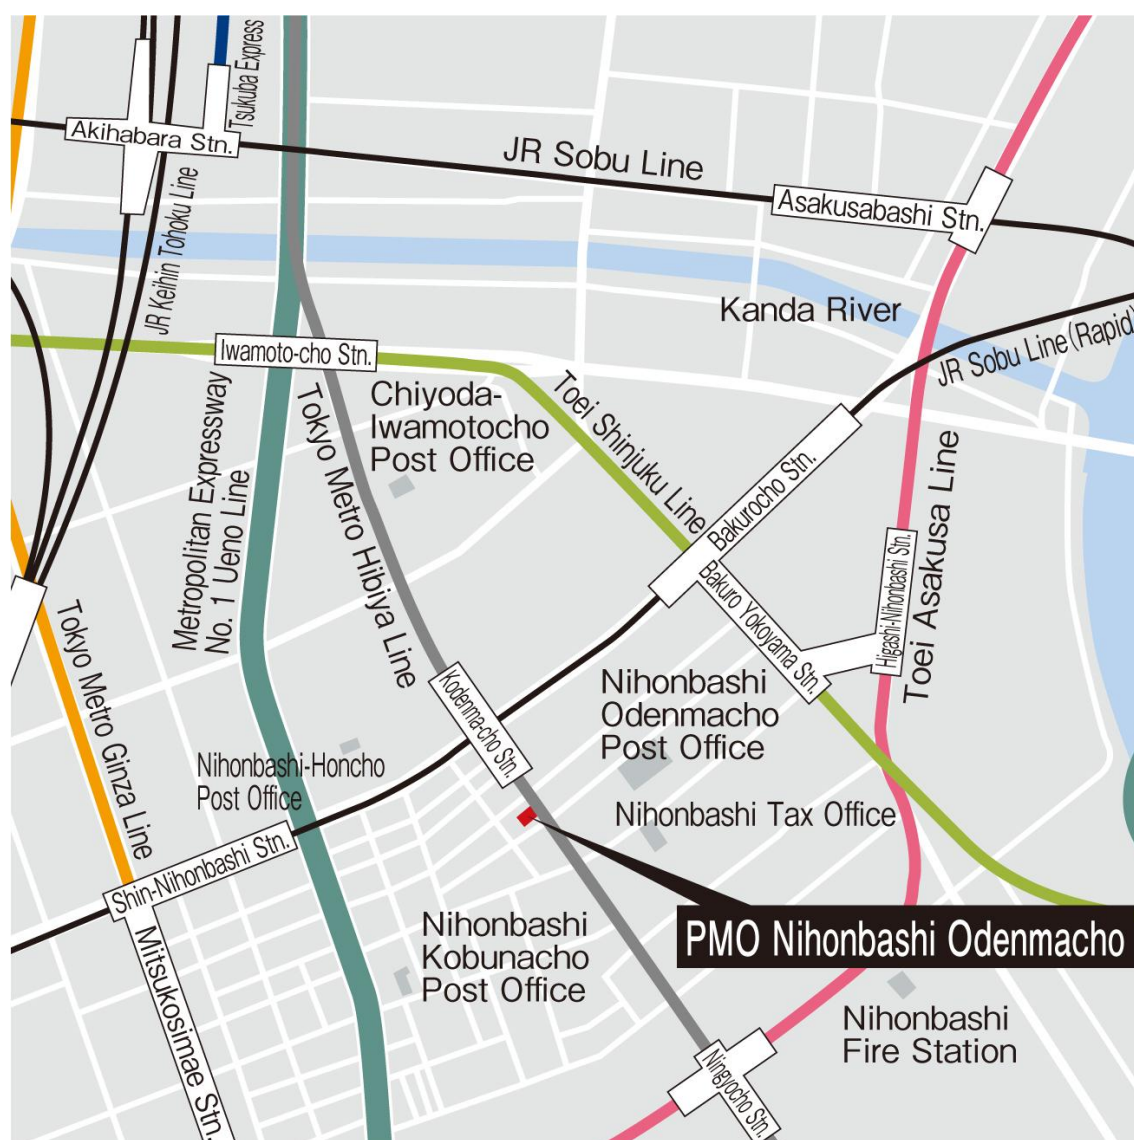 Tsukuba Express
Akihabara Stn.
JR Sobu Line
Asakusabashi Stn.
JR Keihin Tohoku Line
Kanda River
JR Sobu Line(Rapid)
Iwamoto-cho Stn.
Chiyoda-
Iwamotocho
Post Office
Toei Shinjuku Line
Metropolitan Expressway
No. 1 Ueno Line
Tokyo Metro Hibiya Line
Bakurocho Stn.
Toei Asakusa Line
Higashi-Nihonbashi Stn.
Bakuro Yokoyama Stn.
Tokyo Metro Ginza Line
Kodenma-cho Stn.
Nihonbashi
Odenmacho
Post Office
Nihonbashi-Honcho
Post Office
Nihonbashi Tax Office
Shin-Nihonbashi Stn.
Mitsukosimae Stn.
Nihonbashi
Kobunacho
Post Office
PMO Nihonbashi Odenmacho
Nihonbashi
Fire Station
Ningyocho Stn.